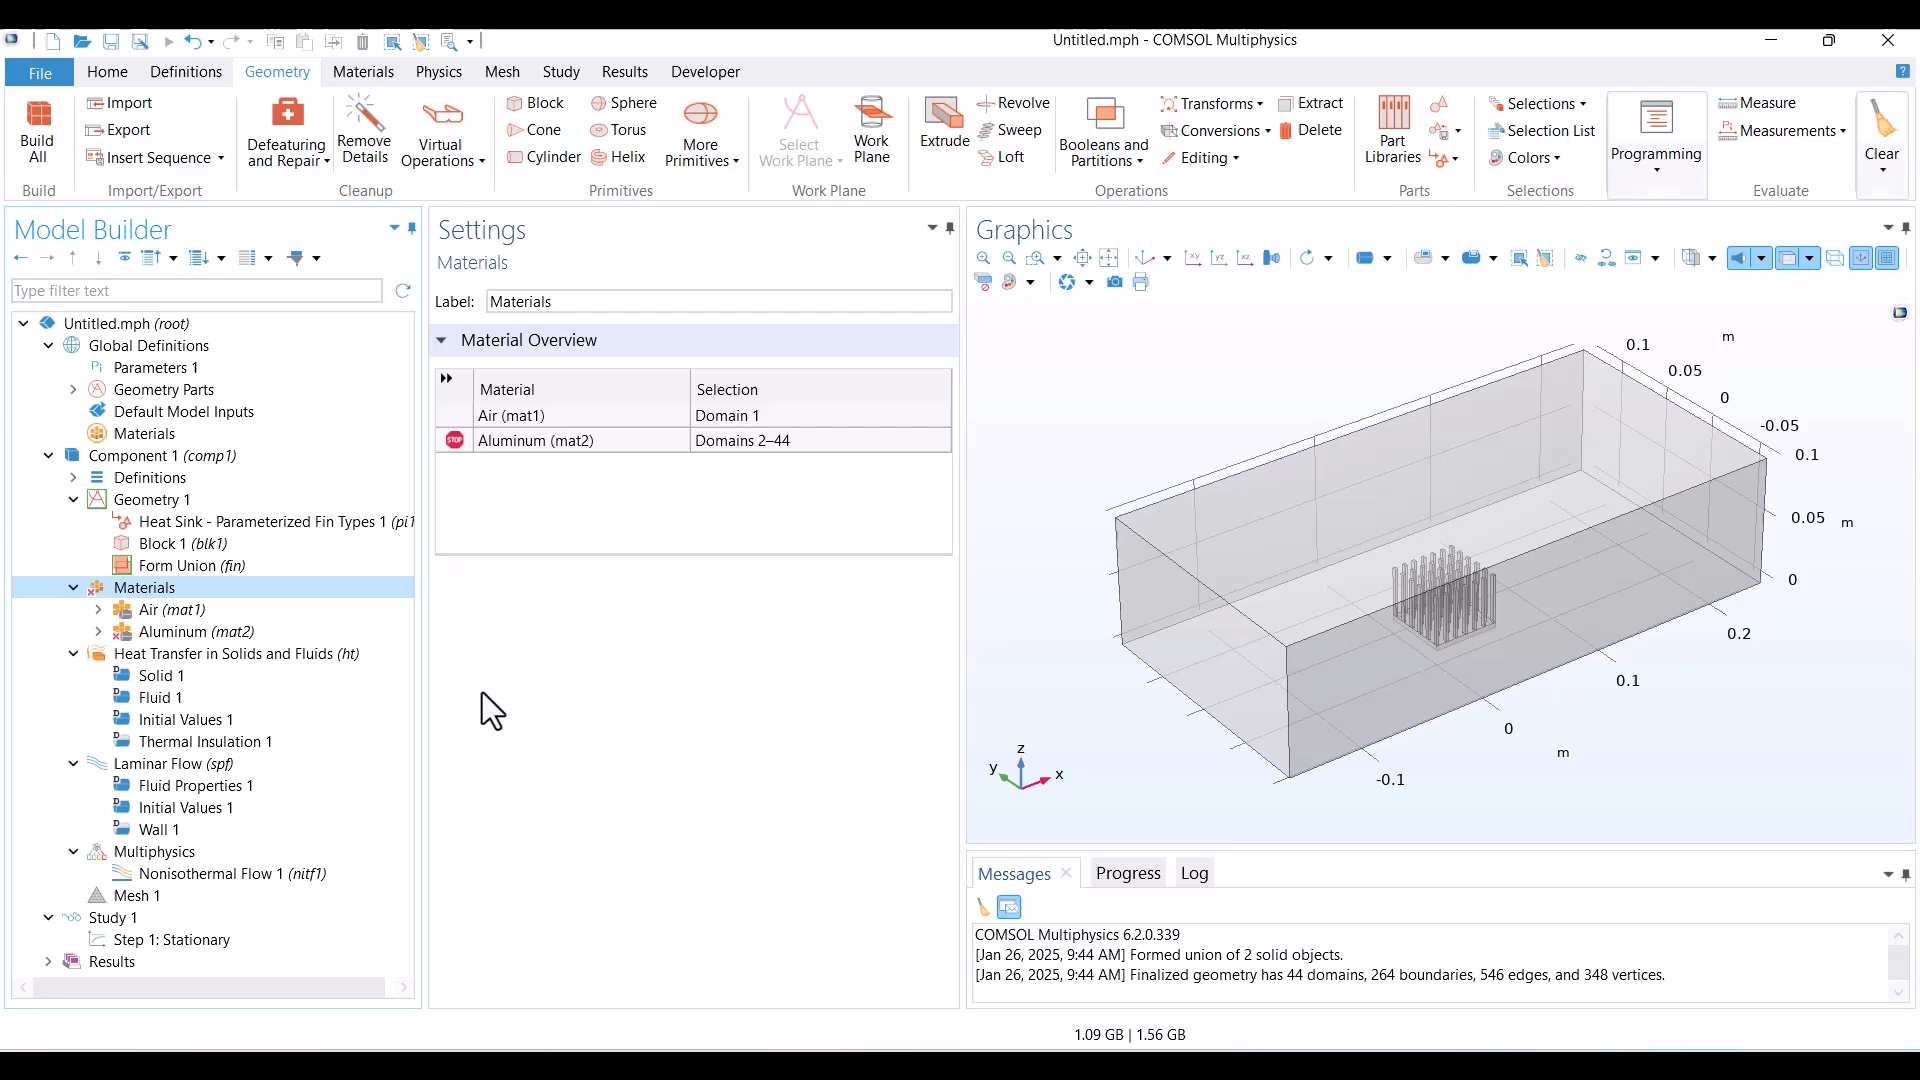 Untitled.mph - COMSOL Multiphysics
File Home Definitions Geometry Materials Physics Mesh Study Results Developer
Build All
Build
Import
Export
Insert Sequence
Import/Export
Defeaturing and Repair
Remove Details
Virtual Operations
Cleanup
Block
Cone
Cylinder
Sphere
Torus
Helix
More Primitives
Primitives
Select Work Plane
Work Plane
Work Plane
Extrude
Revolve
Sweep
Loft
Booleans and Partitions
Transforms
Conversions
Editing
Extract
Delete
Operations
Part Libraries
Parts
Selections
Selection List
Colors
Selections
Programming
Measure
Measurements
Evaluate
Clear
Model Builder
Type filter text
Untitled.mph (root)
Global Definitions
Pi Parameters 1
Geometry Parts
Default Model Inputs
Materials
Component 1 (comp1)
Definitions
Geometry 1
Heat Sink - Parameterized Fin Types 1 (pi1
Block 1 (blk1)
Form Union (fin)
Materials
Air (mat1)
Aluminum (mat2)
Heat Transfer in Solids and Fluids (ht)
Solid 1
Fluid 1
Initial Values 1
Thermal Insulation 1
Laminar Flow (spf)
Fluid Properties 1
Initial Values 1
Wall 1
Multiphysics
Nonisothermal Flow 1 (nitf1)
Mesh 1
Study 1
Step 1: Stationary
Results
Settings
Materials
Label: Materials
Material Overview
Material Selection
Air (mat1) Domain 1
STOP Aluminum (mat2) Domains 2–44
Graphics
xy yz xz
0.1 m
0.05
0
-0.05
0.1
0.05 m
0
0.2
0.1
0
m
-0.1
z
y x
Messages Progress Log
COMSOL Multiphysics 6.2.0.339
[Jan 26, 2025, 9:44 AM] Formed union of 2 solid objects.
[Jan 26, 2025, 9:44 AM] Finalized geometry has 44 domains, 264 boundaries, 546 edges, and 348 vertices.
1.09 GB | 1.56 GB